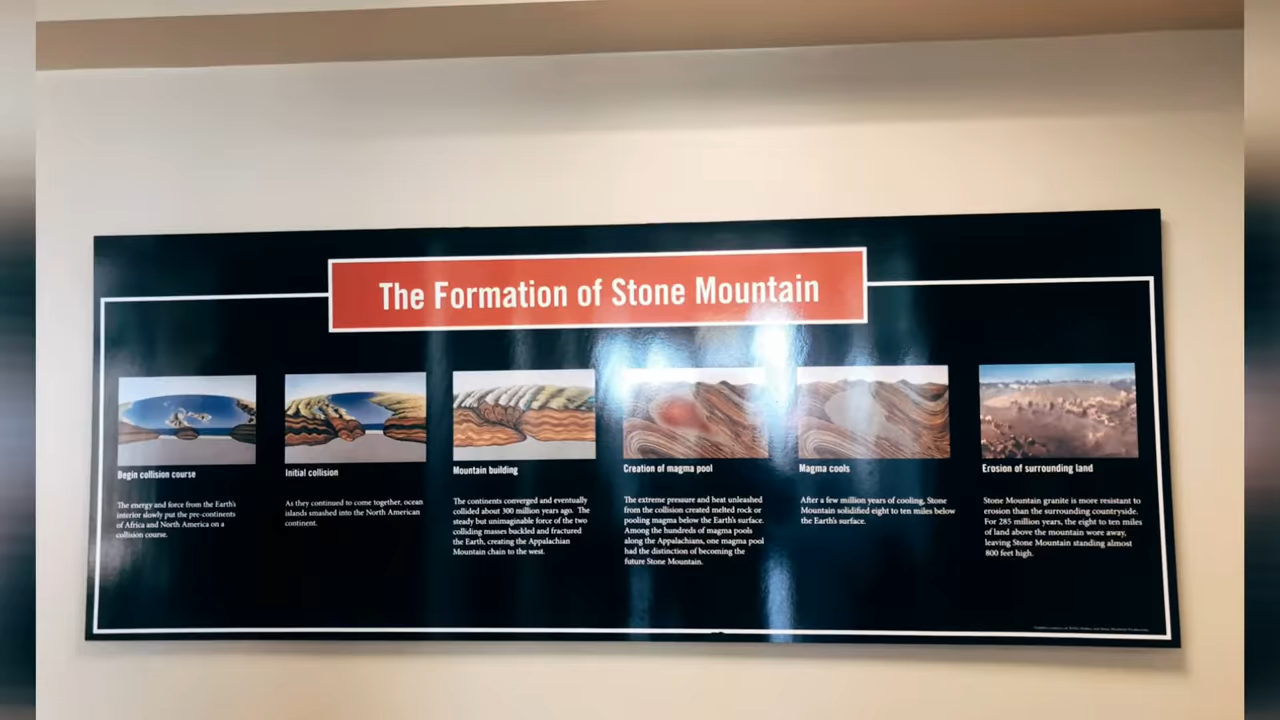 The Formation of Stone Mountain
Begin collision course
The energy and force from the Earth's
interior slowly put the pre-continents
of Africa and North America on a
collision course.
Initial collision
As they continued to come together, ocean
islands smashed into the North American
continent.
Mountain building
The continents converged and eventually
collided about 300 million years ago. The
steady but unimaginable force of the two
colliding masses buckled and fractured
the Earth, creating the Appalachian
Mountain chain to the west.
Creation of magma pool
The extreme pressure and heat unleashed
from the collision created melted rock or
pooling magma below the Earth's surface.
Among the hundreds of magma pools
along the Appalachians, one magma pool
had the distinction of becoming the
future Stone Mountain.
Magma cools
After a few million years of cooling, Stone
Mountain solidified eight to ten miles below
the Earth's surface.
Erosion of surrounding land
Stone Mountain granite is more resistant to
erosion than the surrounding countryside.
For 285 million years, the eight to ten miles
of land above the mountain wore away,
leaving Stone Mountain standing almost
800 feet high.